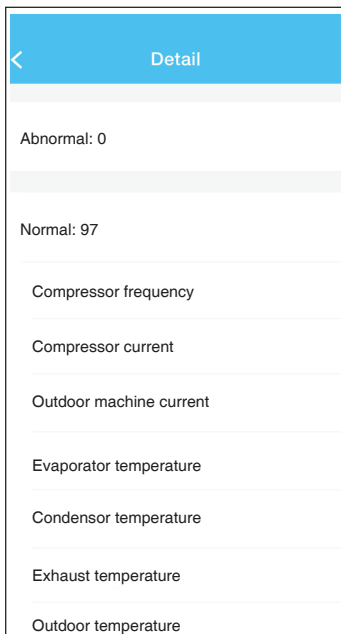 Detail
Abnormal: 0
Normal: 97
Compressor frequency
Compressor current
Outdoor machine current
Evaporator temperature
Condensor temperature
Exhaust temperature
Outdoor temperature